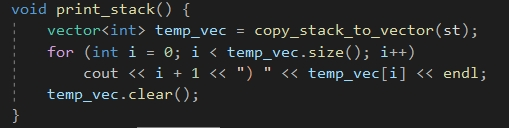 void print_stack() {
vector<int> temp_vec = copy_stack_to_vector(st);
for (int i = 0; i < temp_vec.size(); i++)
cout << i + 1 << ") " << temp_vec[i] << endl;
temp_vec.clear();
}